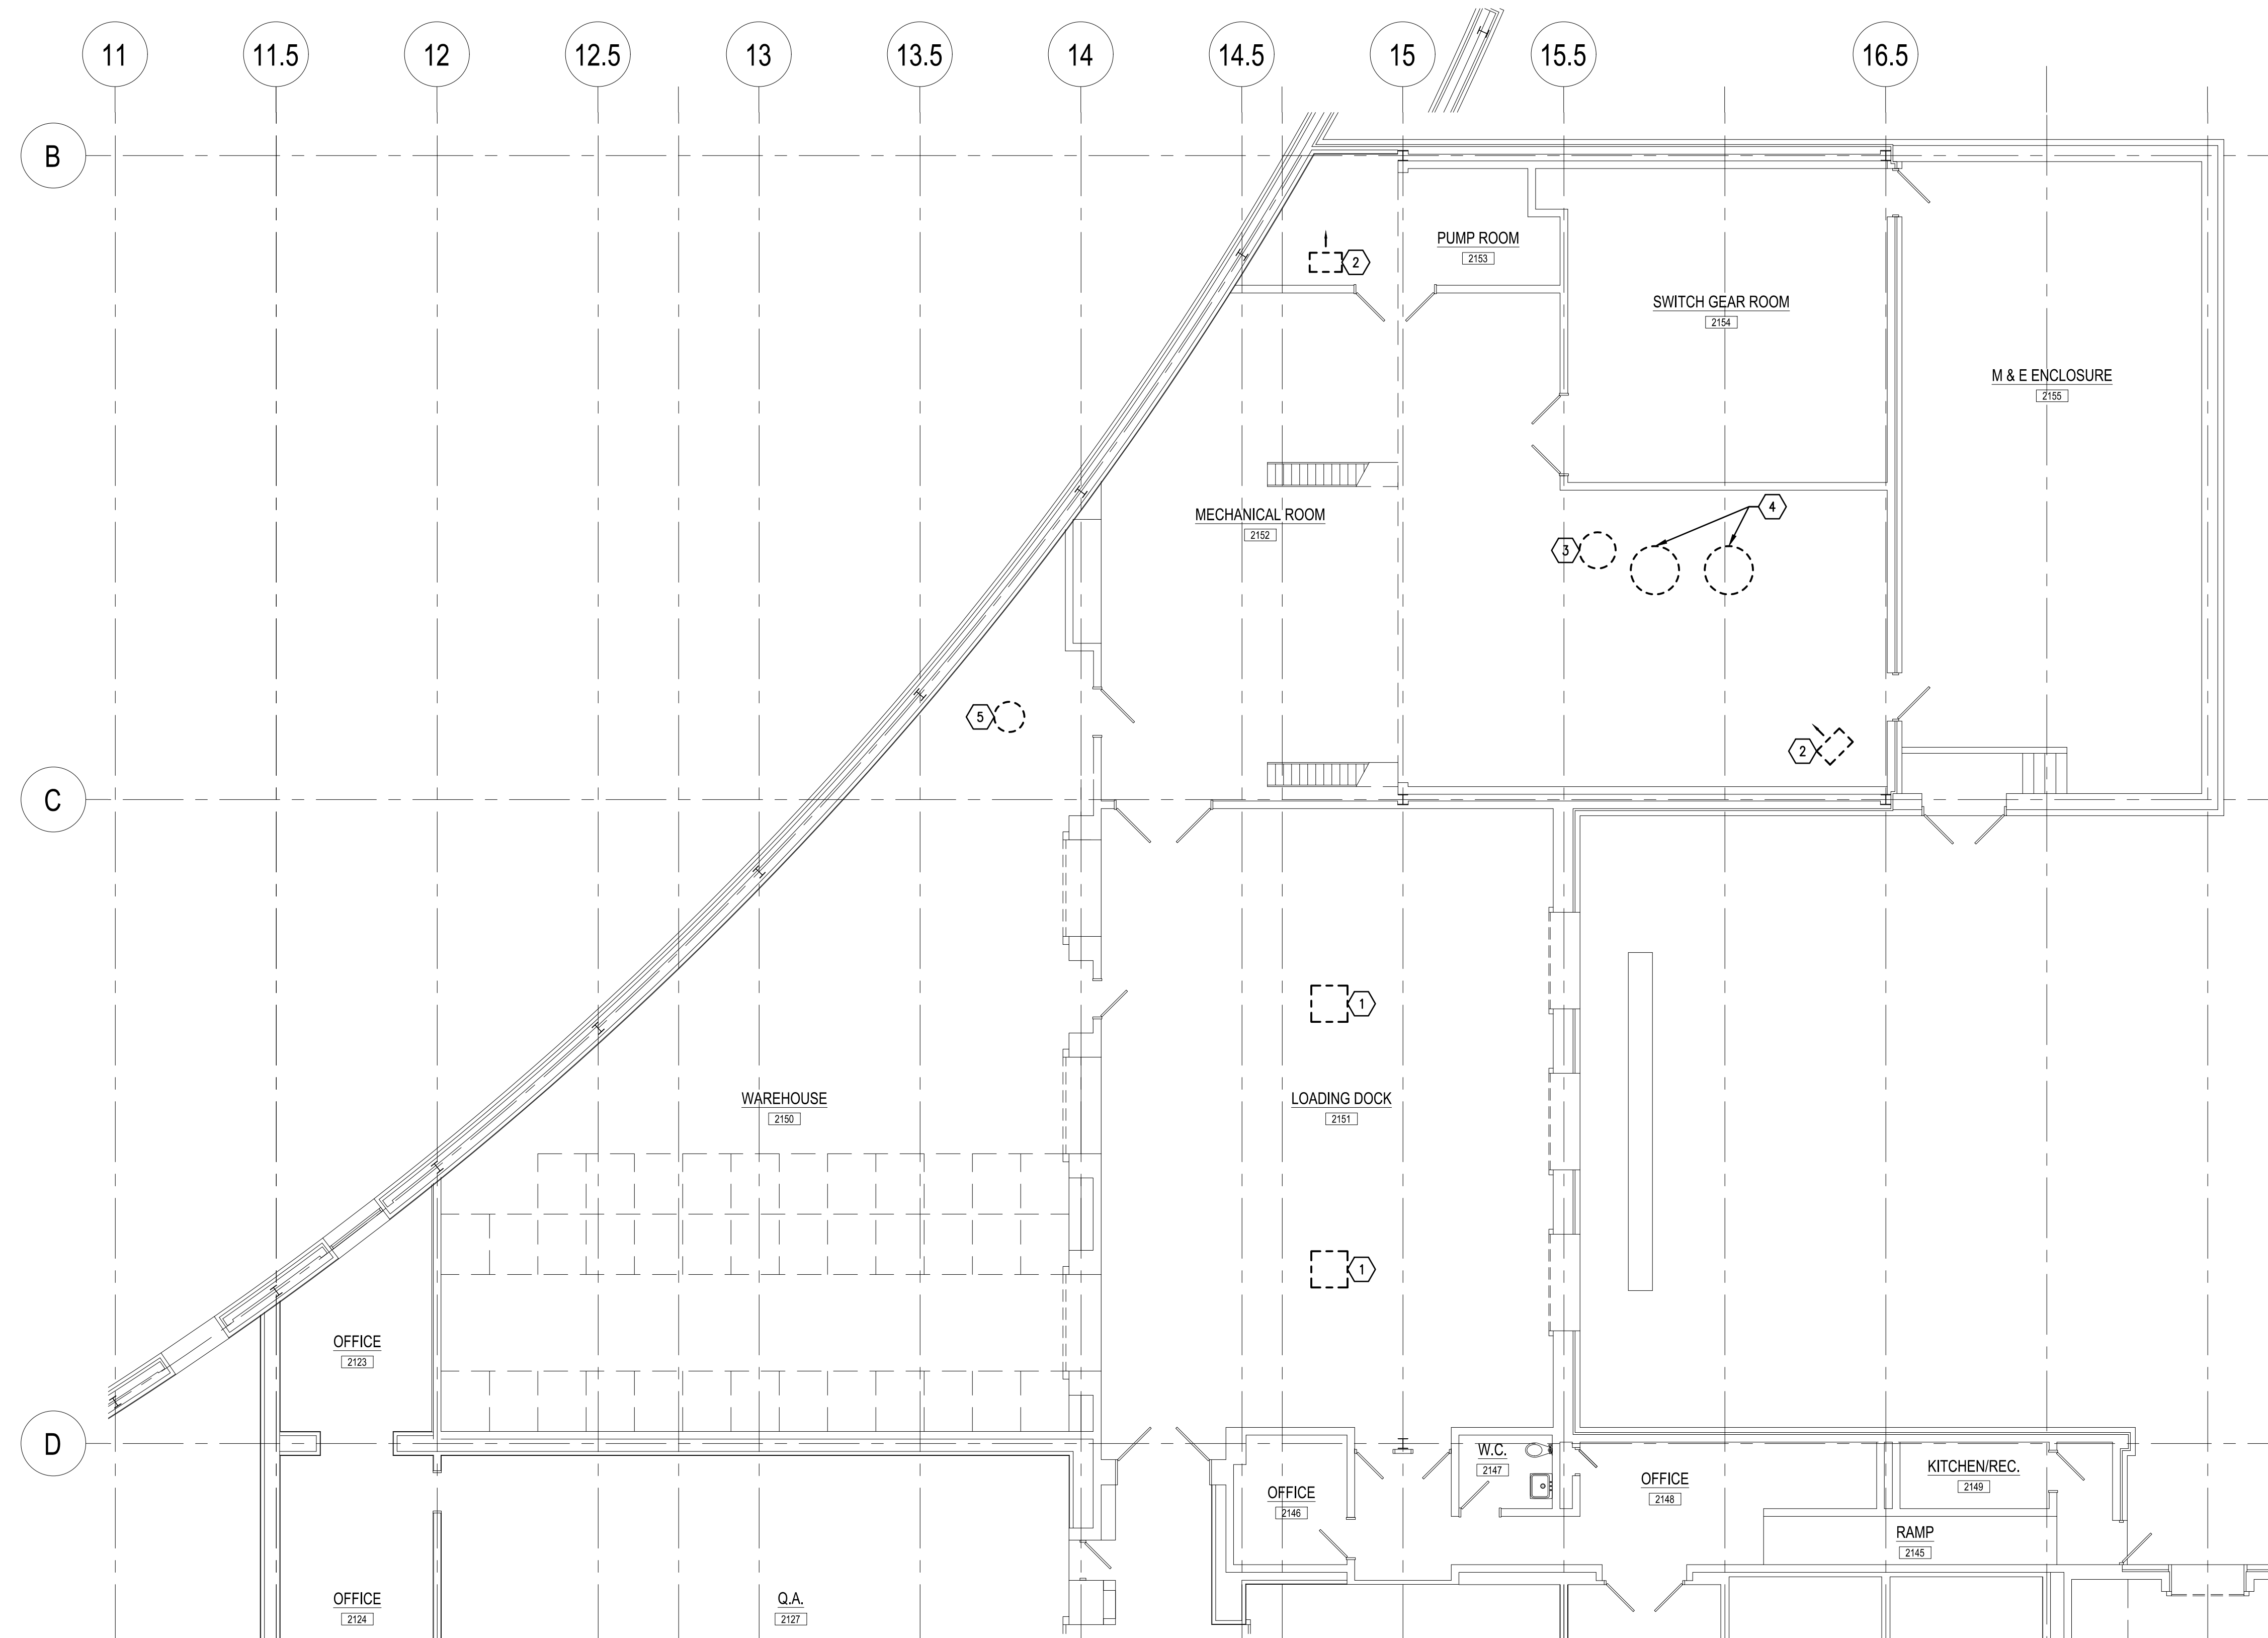 11 11.5 12 12.5 13 13.5 14 14.5 15 15.5 16.5
B
PUMP ROOM
2153
2
SWITCH GEAR ROOM
2154
M & E ENCLOSURE
2155
MECHANICAL ROOM
2152
4
3
5
2
C
1
WAREHOUSE
2150
LOADING DOCK
2151
1
OFFICE
2123
D
W.C.
2147
OFFICE
2146
OFFICE
2148
KITCHEN/REC.
2149
RAMP
2145
OFFICE
2124
Q.A.
2127